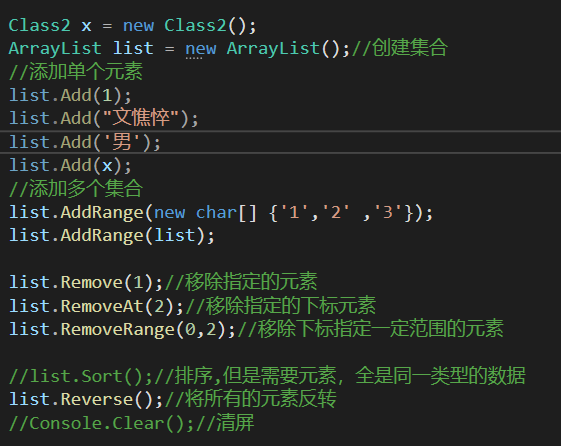 Class2 x = new Class2();
ArrayList list = new ArrayList();//创建集合
//添加单个元素
list.Add(1);
list.Add("文憔悴");
list.Add('男');
list.Add(x);
//添加多个集合
list.AddRange(new char[] {'1','2' ,'3'});
list.AddRange(list);
list.Remove(1);//移除指定的元素
list.RemoveAt(2);//移除指定的下标元素
list.RemoveRange(0,2);//移除下标指定一定范围的元素
//list.Sort();//排序,但是需要元素，全是同一类型的数据
list.Reverse();//将所有的元素反转
//Console.Clear();//清屏